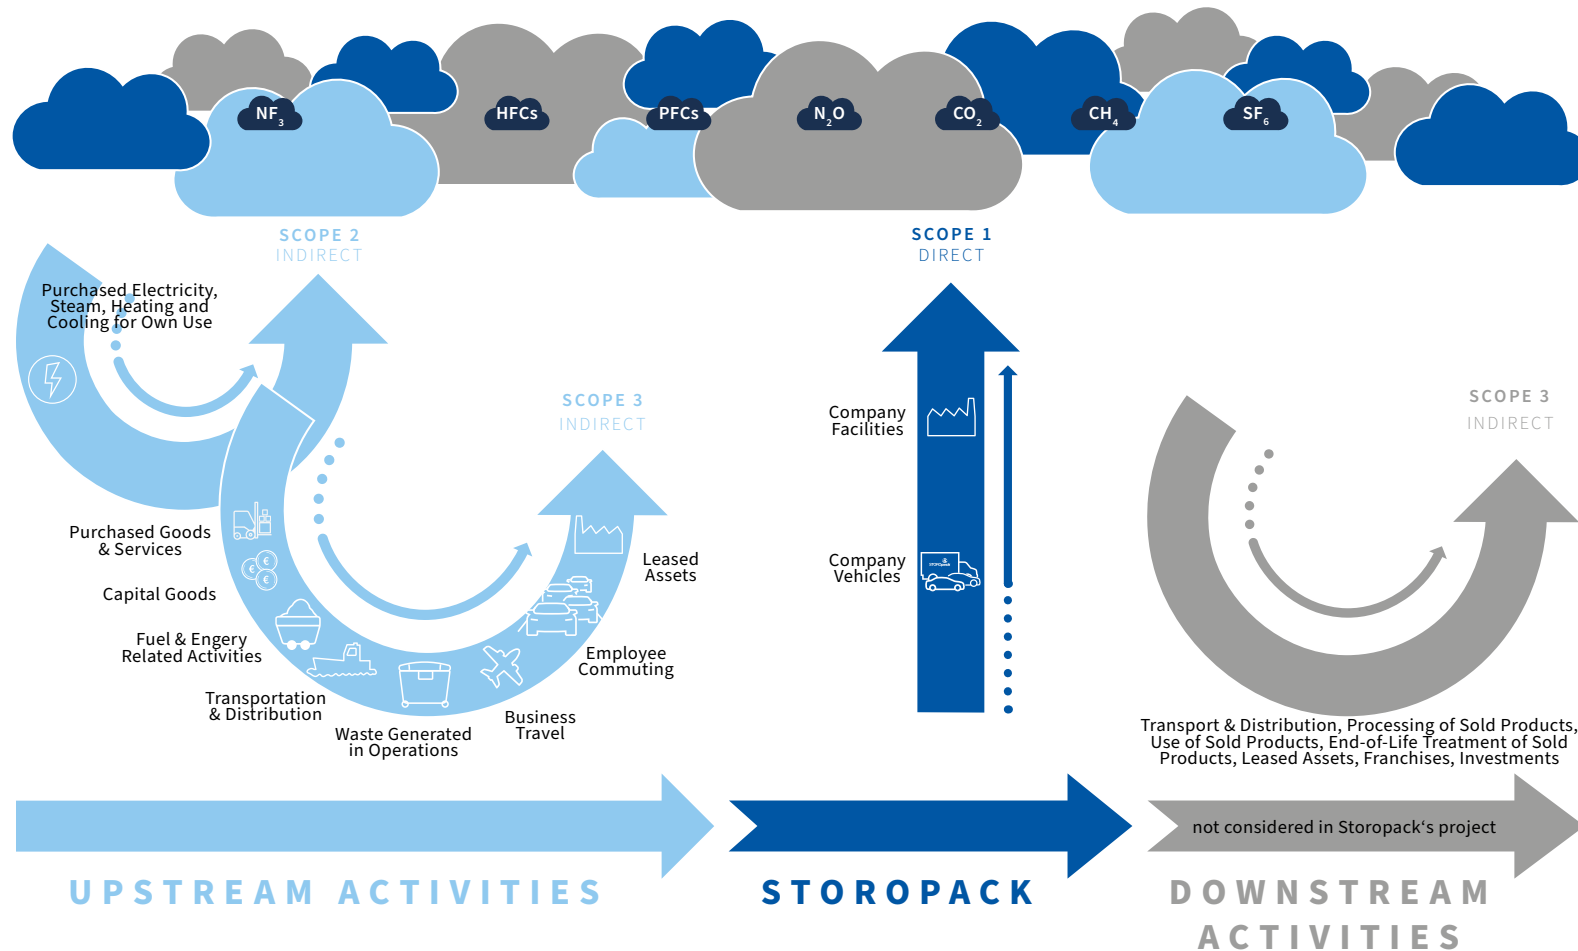 NF3
HFCs
PFCs
N2O
CO2
CH4
SF6
SCOPE 2
INDIRECT
Purchased Electricity,
Steam, Heating and
Cooling for Own Use
SCOPE 3
INDIRECT
Purchased Goods
& Services
Capital Goods
Fuel & Engery
Related Activities
Transportation
& Distribution
Waste Generated
in Operations
Business
Travel
Employee
Commuting
Leased
Assets
SCOPE 1
DIRECT
Company
Facilities
Company
Vehicles
STOROpack
SCOPE 3
INDIRECT
Transport & Distribution, Processing of Sold Products,
Use of Sold Products, End-of-Life Treatment of Sold
Products, Leased Assets, Franchises, Investments
not considered in Storopack‘s project
UPSTREAM ACTIVITIES
STOROPACK
DOWNSTREAM
ACTIVITIES